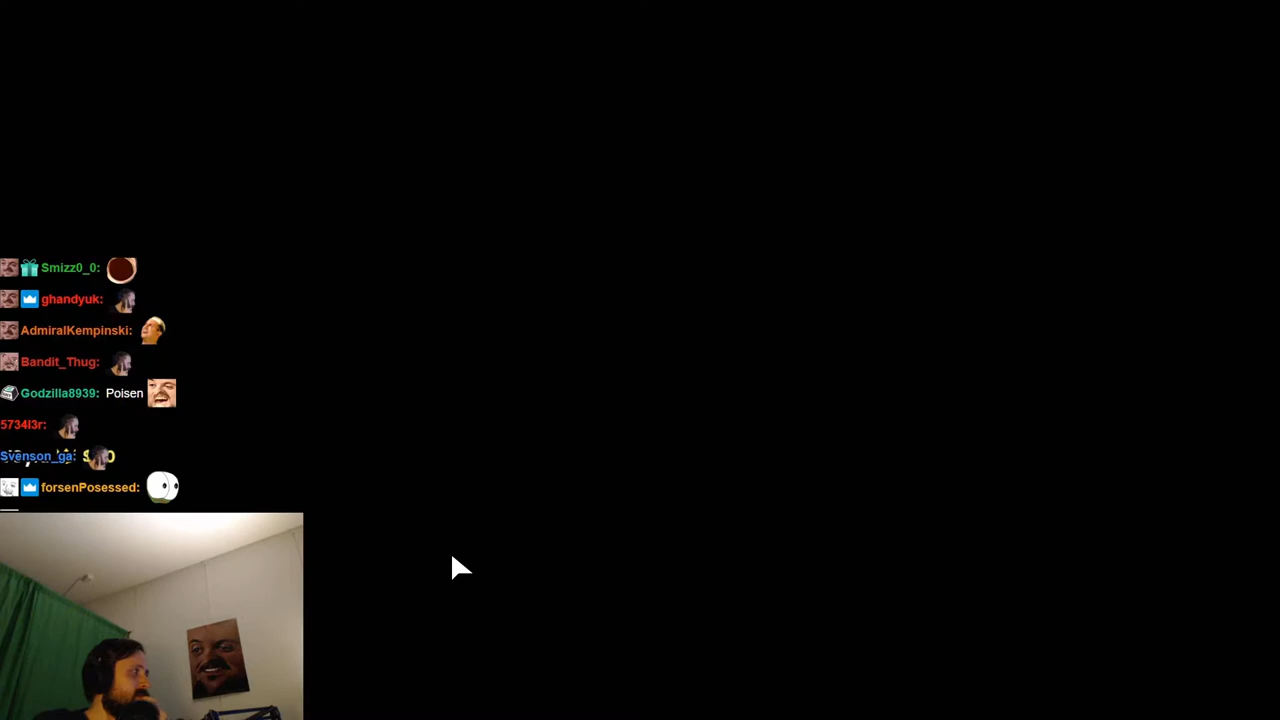 Smizz0_0:
ghandyuk:
AdmiralKempinski:
Bandit_Thug:
Godzilla8939: Poisen
5734l3r:
Svenson_ga:
forsenPosessed: